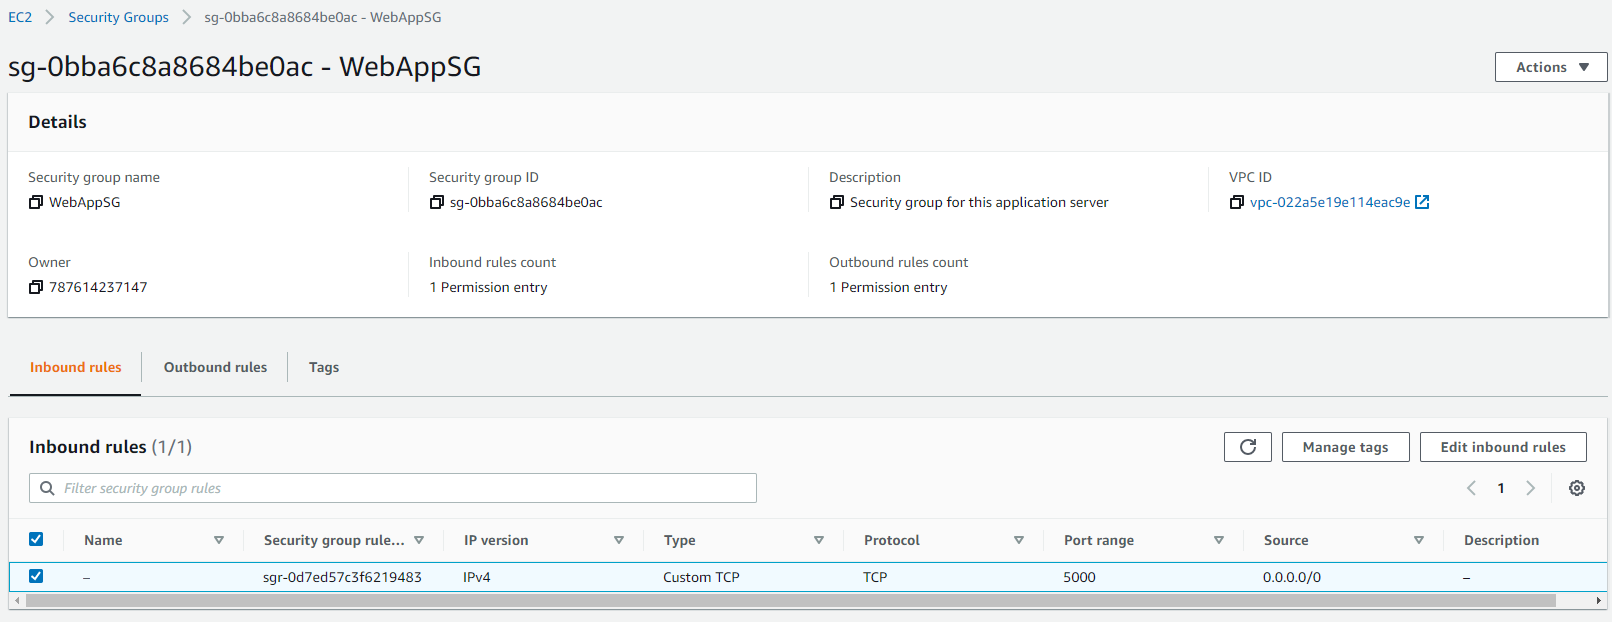 EC2 Security Groups sg-0bba6c8a8684be0ac - WebAppSG
sg-0bba6c8a8684be0ac - WebAppSG
Actions
Details
Security group name Security group ID Description VPC ID
WebAppSG sg-0bba6c8a8684be0ac Security group for this application server vpc-022a5e19e114eac9e
Owner Inbound rules count Outbound rules count
787614237147 1 Permission entry 1 Permission entry
Inbound rules Outbound rules Tags
Inbound rules (1/1) Manage tags Edit inbound rules
Filter security group rules 1
Name Security group rule... IP version Type Protocol Port range Source Description
– sgr-0d7ed57c3f6219483 IPv4 Custom TCP TCP 5000 0.0.0.0/0 –